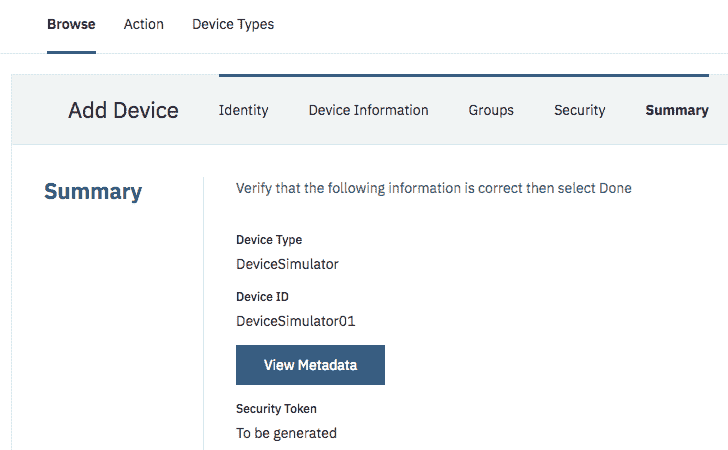 Browse Action Device Types
Add Device Identity Device Information Groups Security Summary
Summary
Verify that the following information is correct then select Done
Device Type
DeviceSimulator
Device ID
DeviceSimulator01
View Metadata
Security Token
To be generated